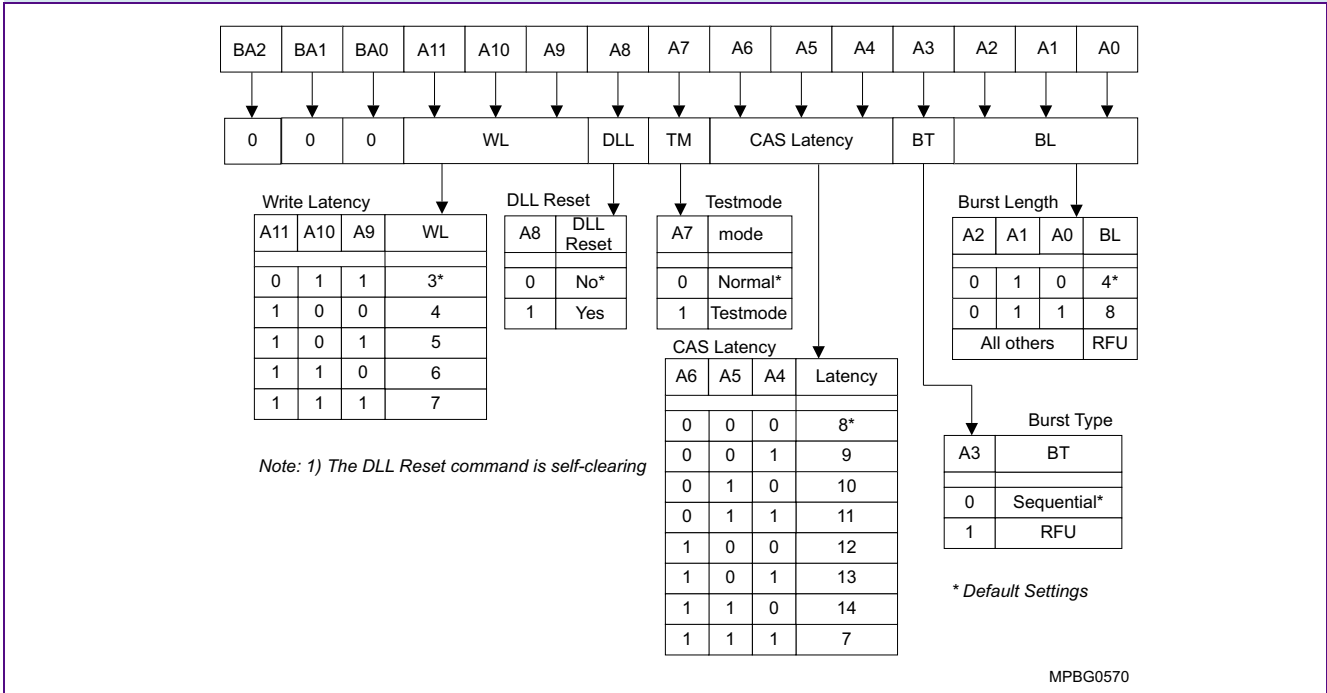 BA2 BA1 BA0 A11 A10 A9 A8 A7 A6 A5 A4 A3 A2 A1 A0
0 0 0 WL DLL TM CAS Latency BT BL
Write Latency
A11 A10 A9 WL
0 1 1 3*
1 0 0 4
1 0 1 5
1 1 0 6
1 1 1 7
DLL Reset
A8 DLL Reset
0 No*
1 Yes
Testmode
A7 mode
0 Normal*
1 Testmode
Burst Length
A2 A1 A0 BL
0 1 0 4*
0 1 1 8
All others RFU
CAS Latency
A6 A5 A4 Latency
0 0 0 8*
0 0 1 9
0 1 0 10
0 1 1 11
1 0 0 12
1 0 1 13
1 1 0 14
1 1 1 7
Burst Type
A3 BT
0 Sequential*
1 RFU
Note: 1) The DLL Reset command is self-clearing
* Default Settings
MPBG0570